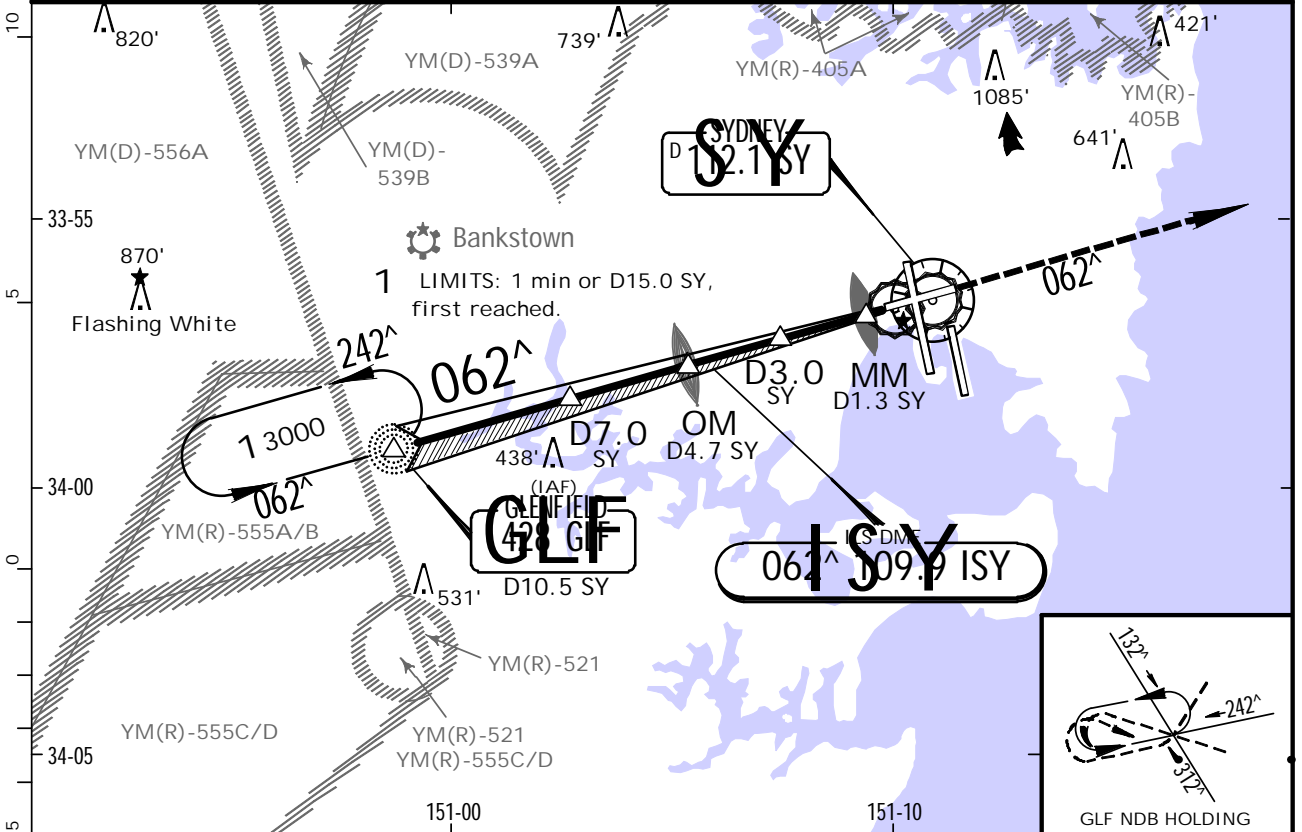 10
820'
739'
421'
YM(D)-539A
YM(R)-405A
1085'
YM(R)-
405B
641'
YM(D)-556A
YM(D)-
539B
SYDNEY
D 112.1 SY
S Y
33-55
Bankstown
870'
Flashing White
1 LIMITS: 1 min or D15.0 SY,
first reached.
5
062^
242^
062^
D3.0
SY
MM
D1.3 SY
OM
D4.7 SY
D7.0
SY
1 3000
438'
062^
34-00
(IAF)
GLENFIELD
428 GLF
GLF
D10.5 SY
ILS DME
062^ 109.9 ISY
I S Y
YM(R)-555A/B
0
531'
YM(R)-521
YM(R)-555C/D
YM(R)-521
YM(R)-555C/D
34-05
132^
242^
312^
GLF NDB HOLDING
151-00
151-10
5